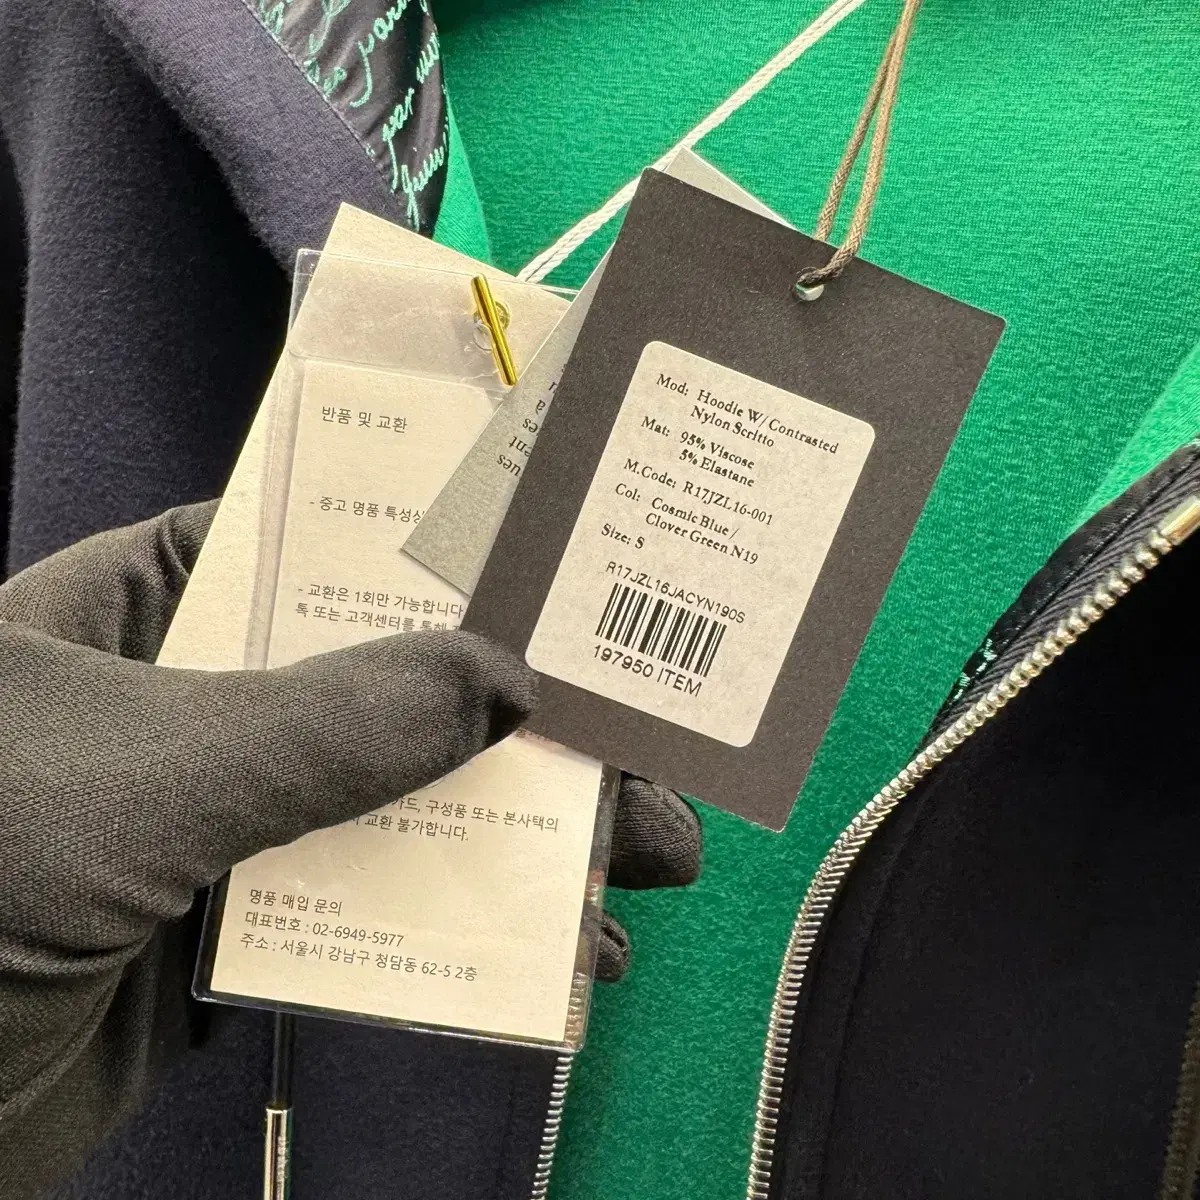 반품 및 교환
- 중고 명품 특성상
- 교환은 1회만 가능합니다
톡 또는 고객센터를 통해
카드, 구성품 또는 본사택의
교환 불가합니다.
명품 매입 문의
대표번호 : 02-6949-5977
주소 : 서울시 강남구 청담동 62-5 2층
Mod: Hoodie W/ Contrasted
Nylon Scritto
Mat: 95% Viscose
5% Elastane
M.Code: R17JZL16-001
Col: Cosmic Blue /
Clover Green N19
Size: S
R17JZL16JACYN190S
197950 ITEM